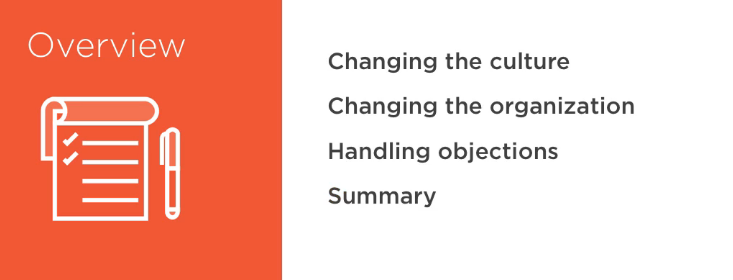 Overview
Changing the culture
Changing the organization
Handling objections
Summary